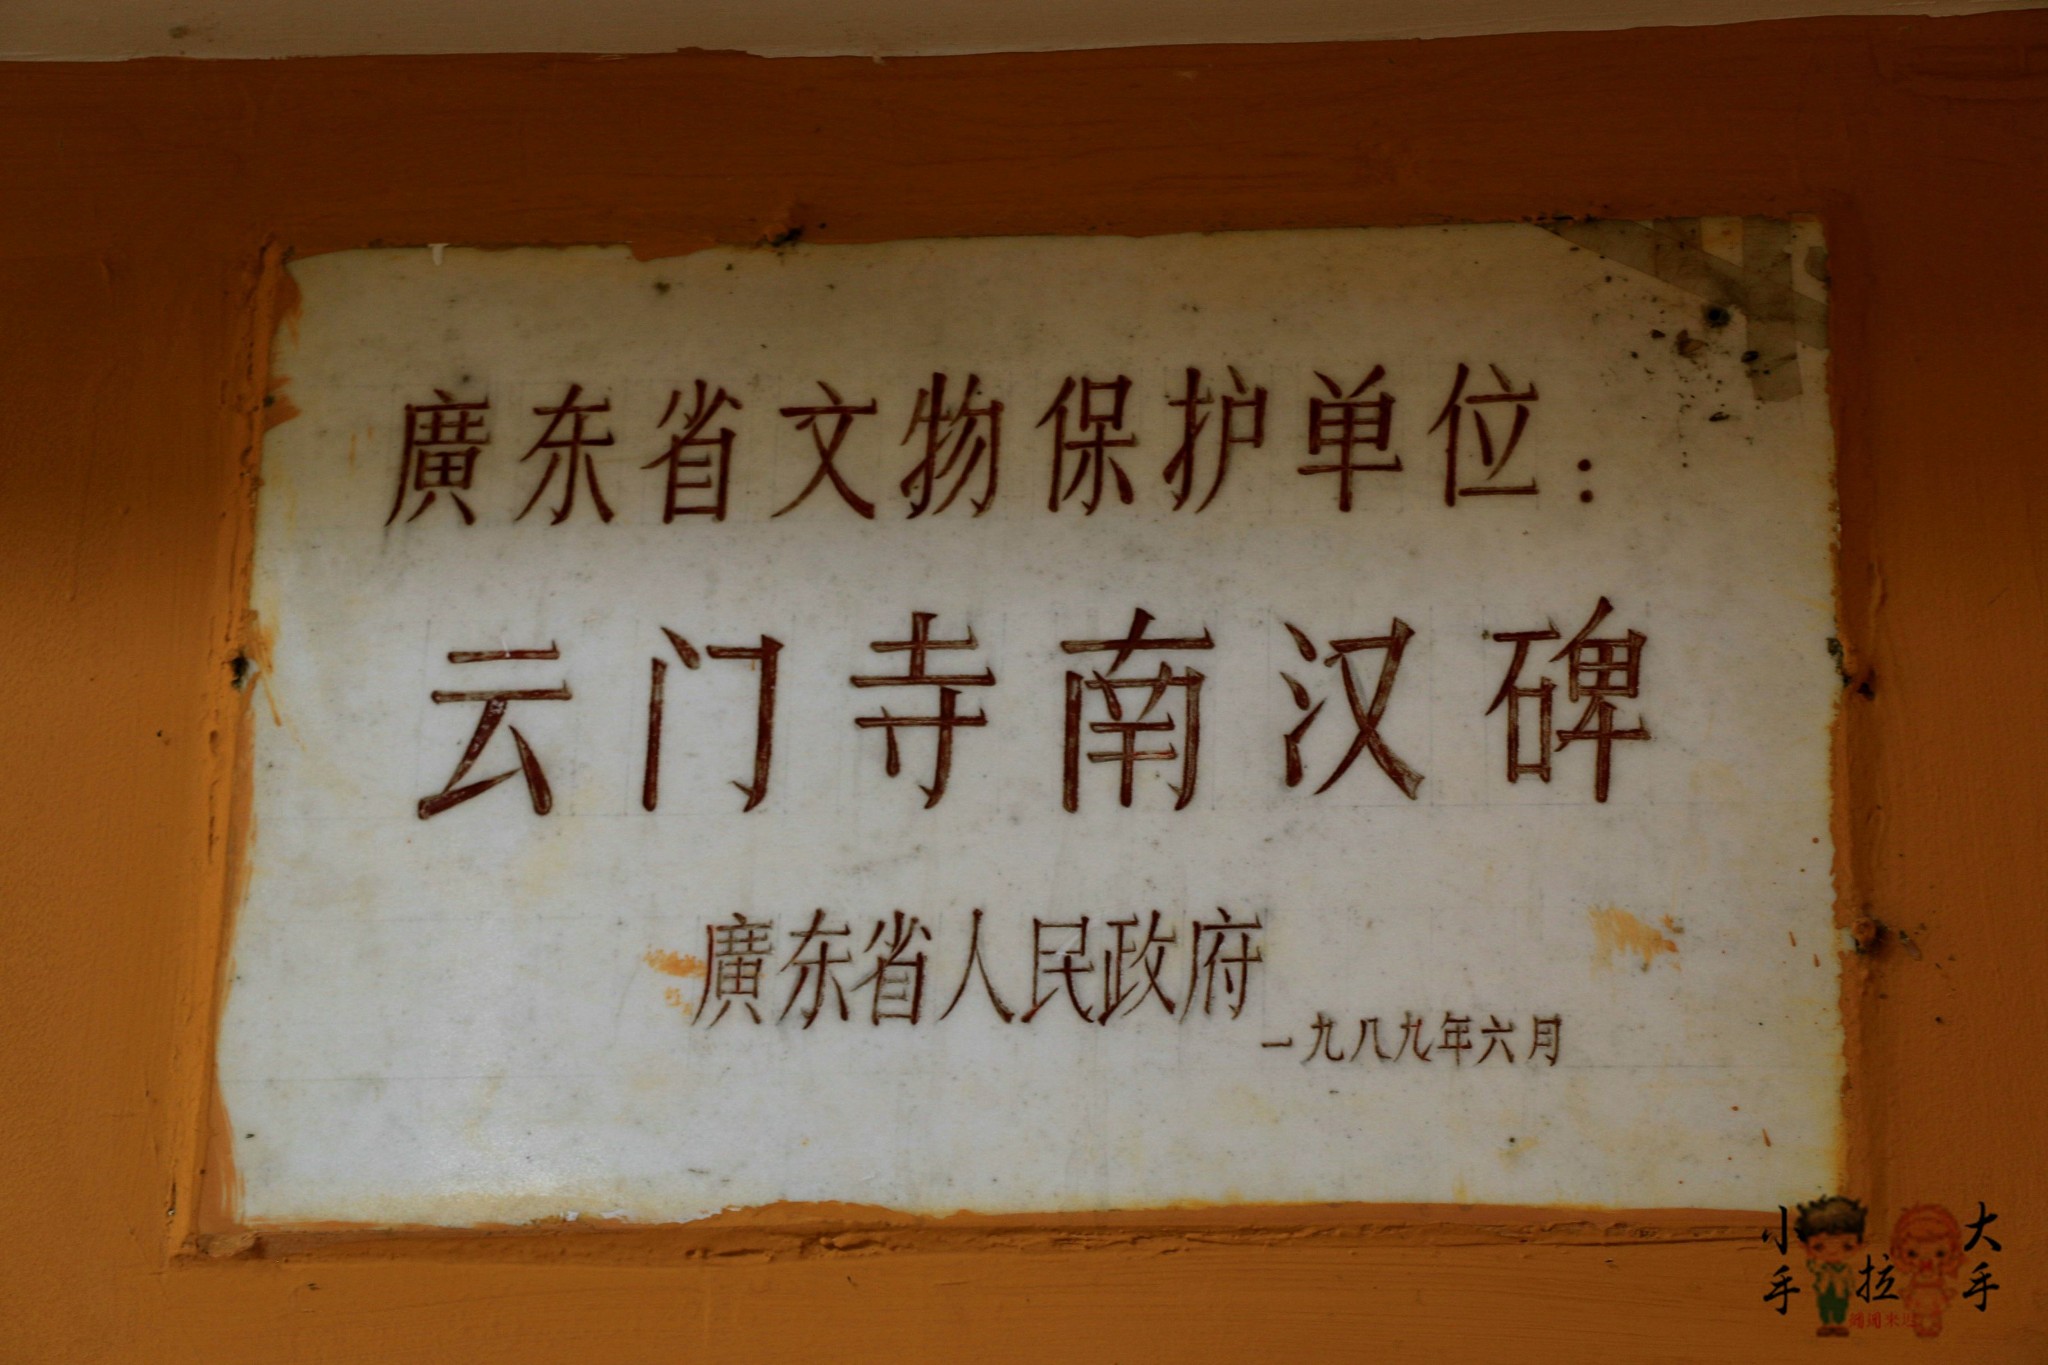 廣东省文物保护单位：
云门寺南汉碑
廣东省人民政府
一九八九年六月
小手拉大手